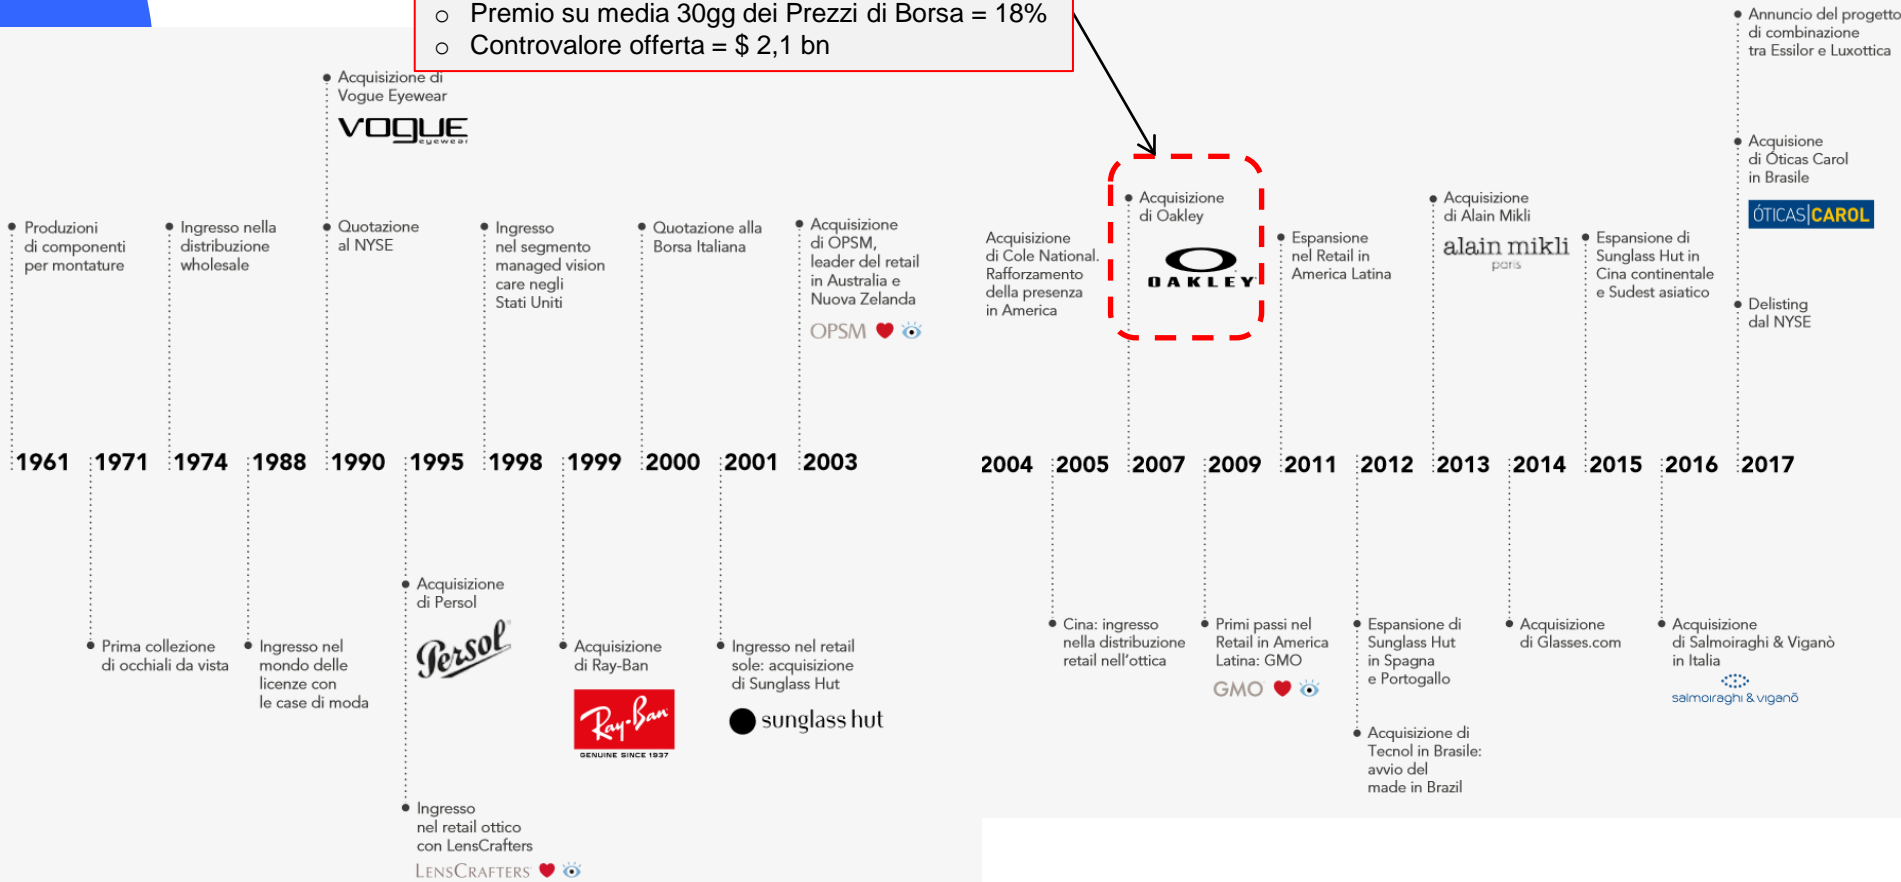 ○ Premio su media 30gg dei Prezzi di Borsa = 18%
○ Controvalore offerta = $ 2,1 bn
Acquisizione di
Vogue Eyewear
VOGUE
eyewear
Produzioni
di componenti
per montature
Ingresso nella
distribuzione
wholesale
Quotazione
al NYSE
Ingresso
nel segmento
managed vision
care negli
Stati Uniti
Quotazione alla
Borsa Italiana
Acquisizione
di OPSM,
leader del retail
in Australia e
Nuova Zelanda
OPSM
Acquisizione
di Cole National.
Rafforzamento
della presenza
in America
Acquisizione
di Oakley
OAKLEY
Espansione
nel Retail in
America Latina
Acquisizione
di Alain Mikli
alain mikli
paris
Espansione di
Sunglass Hut in
Cina continentale
e Sudest asiatico
Annuncio del progetto
di combinazione
tra Essilor e Luxottica
Acquisione
di Óticas Carol
in Brasile
ÓTICAS|CAROL
Delisting
dal NYSE
1961 1971 1974 1988 1990 1995 1998 1999 2000 2001 2003
2004 2005 2007 2009 2011 2012 2013 2014 2015 2016 2017
Prima collezione
di occhiali da vista
Ingresso nel
mondo delle
licenze con
le case di moda
Acquisizione
di Persol
Persol
Ingresso
nel retail ottico
con LensCrafters
LENSCRAFTERS
Acquisizione
di Ray-Ban
Ray-Ban
GENUINE SINCE 1937
Ingresso nel retail
sole: acquisizione
di Sunglass Hut
sunglass hut
Cina: ingresso
nella distribuzione
retail nell'ottica
Primi passi nel
Retail in America
Latina: GMO
GMO
Espansione di
Sunglass Hut
in Spagna
e Portogallo
Acquisizione di
Tecnol in Brasile:
avvio del
made in Brazil
Acquisizione
di Glasses.com
Acquisizione
di Salmoiraghi & Viganò
in Italia
salmoiraghi & viganò